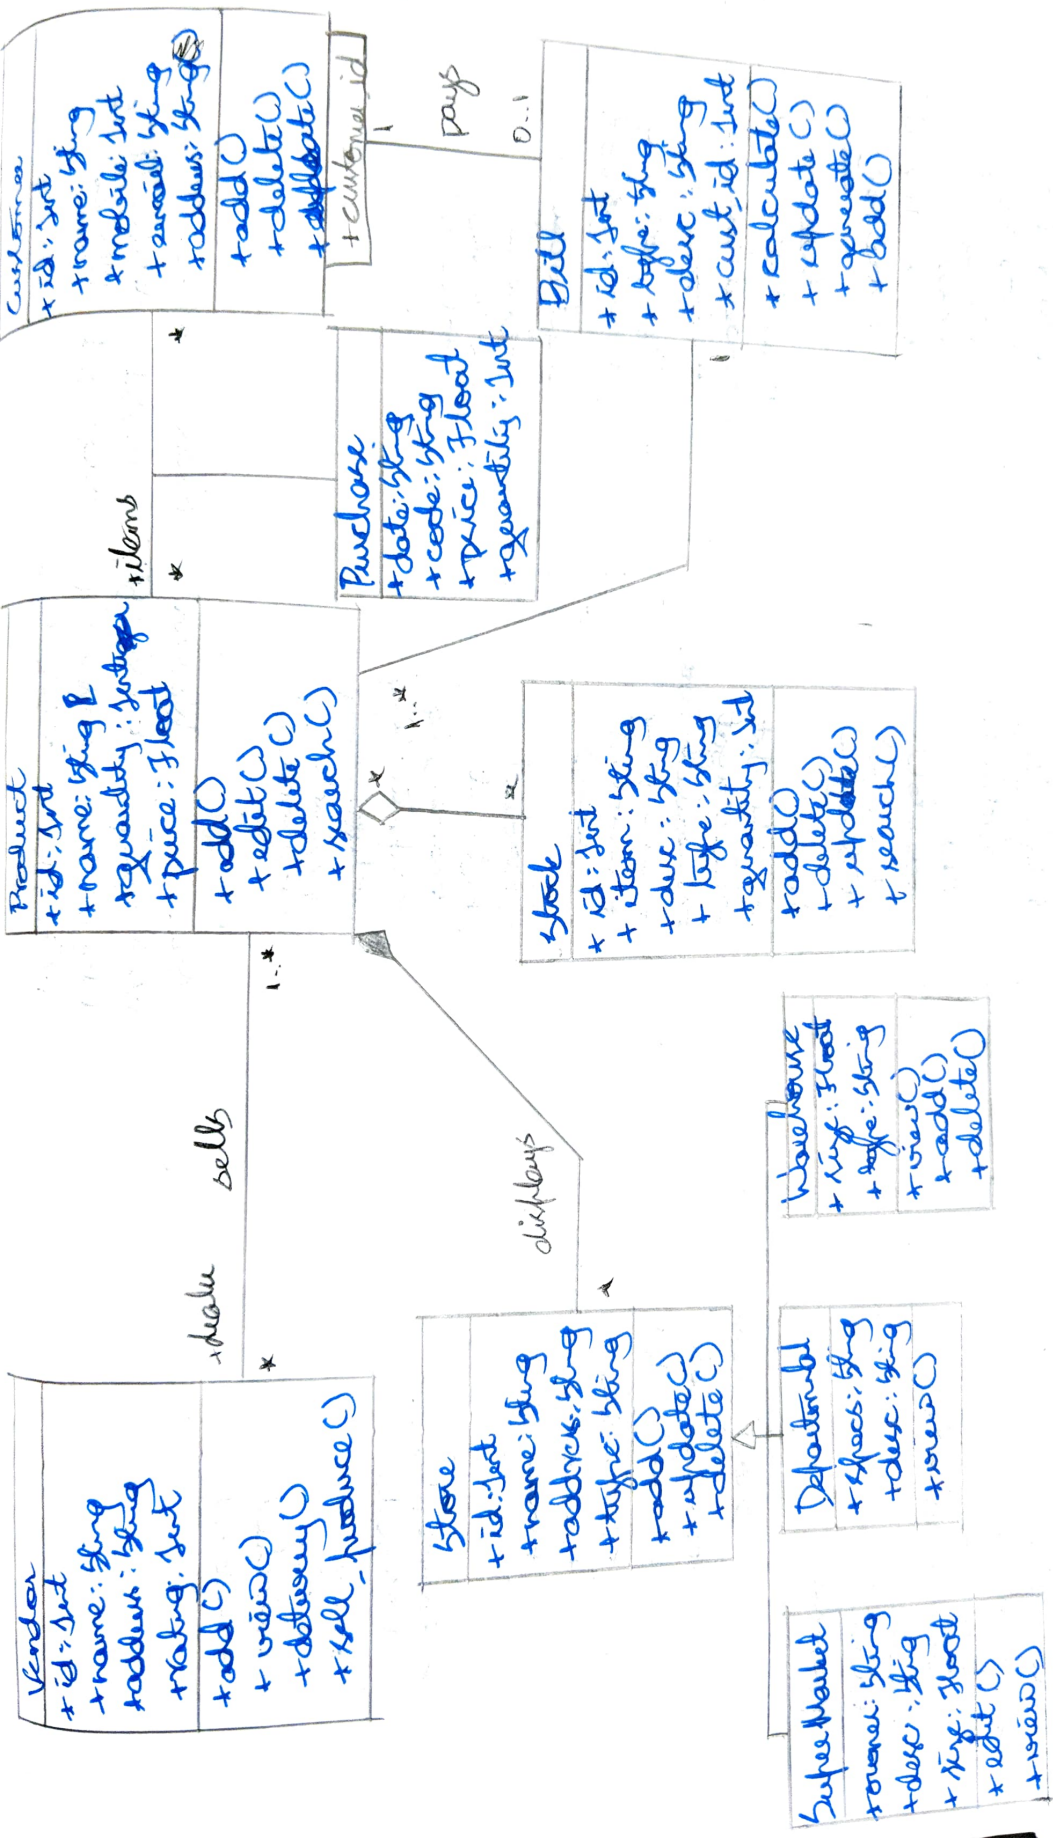 Vendor
+id:Int
+name:String
+address:String
+rating:Int
+add()
+view()
+sell_produce()
+dealer
sells
*
1..*
Product
+id:Int
+name:String
+quantity:Integer
+price:Float
+add()
+edit()
+delete()
+search()
+items
*
*
Customer
+id:Int
+name:String
+mobile:Int
+email:String
+address:String
+add()
+delete()
+customer_id
1
pays
0..1
Purchase
+date:String
+code:String
+price:Float
+quantity:Int
Bill
+id:Int
+type:String
+desc:String
+cust_id:Int
+calculate()
+update()
+generate()
+add()
1
1..*
*
*
Stock
+id:Int
+item:String
+desc:String
+type:String
+quantity:Int
+add()
+delete()
+update()
+search()
displays
*
Store
+id:Int
+name:String
+address:String
+type:String
+add()
+update()
+delete()
SuperMarket
+owner:String
+desc:String
+size:Float
+edit()
+view()
Departmental
+specs:String
+desc:String
+view()
Warehouse
+size:Float
+type:String
+view()
+add()
+delete()